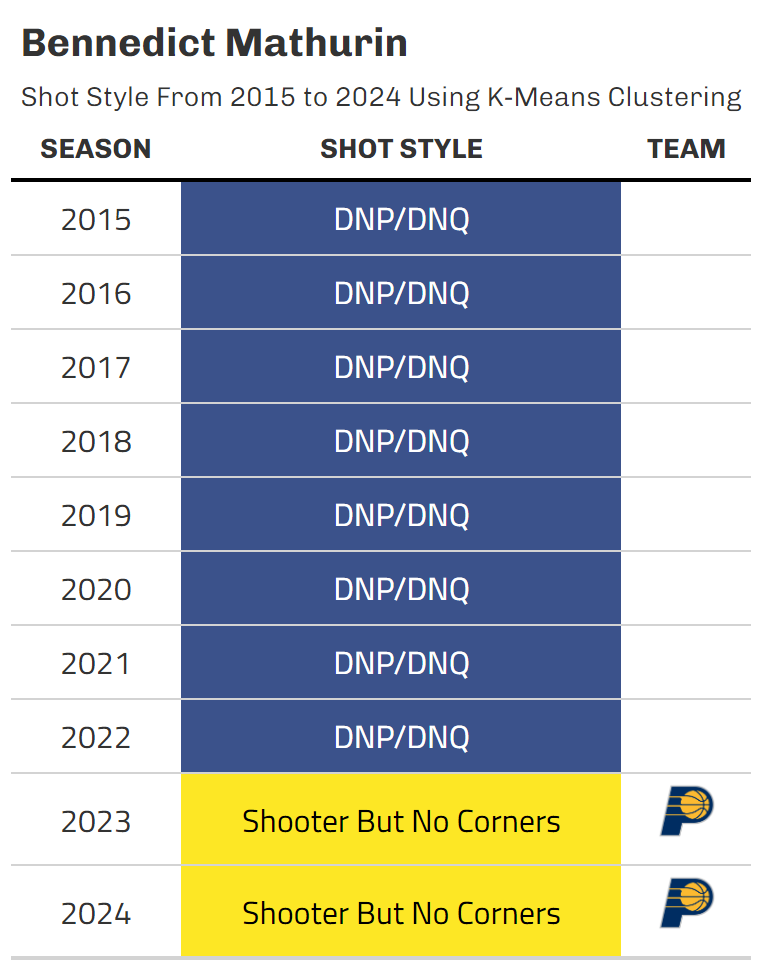 Bennedict Mathurin
Shot Style From 2015 to 2024 Using K-Means Clustering
SEASON SHOT STYLE TEAM
2015 DNP/DNQ
2016 DNP/DNQ
2017 DNP/DNQ
2018 DNP/DNQ
2019 DNP/DNQ
2020 DNP/DNQ
2021 DNP/DNQ
2022 DNP/DNQ
2023 Shooter But No Corners P
2024 Shooter But No Corners P